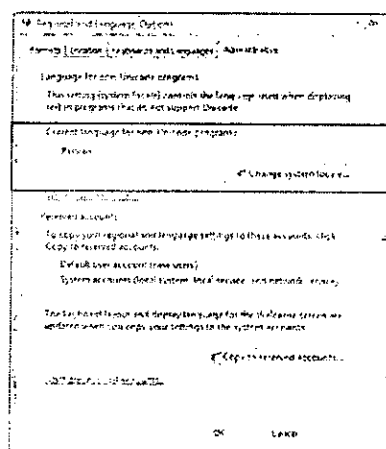 Regional and Language Options
Formats Location Keyboards and Languages Administrative
Language for non-Unicode programs
This setting (system locale) controls the language used when displaying
text in programs that do not support Unicode.
Current language for non-Unicode programs:
Persian
Change system locale...
Reserved accounts
To copy your regional and language settings to these accounts, click
Copy to reserved accounts.
Default user account (new users)
System accounts (local system, local service, and network service)
The keyboard layout and display language for the Welcome screen are
updated when you copy your settings to the system accounts.
Copy to reserved accounts...
OK
Cancel